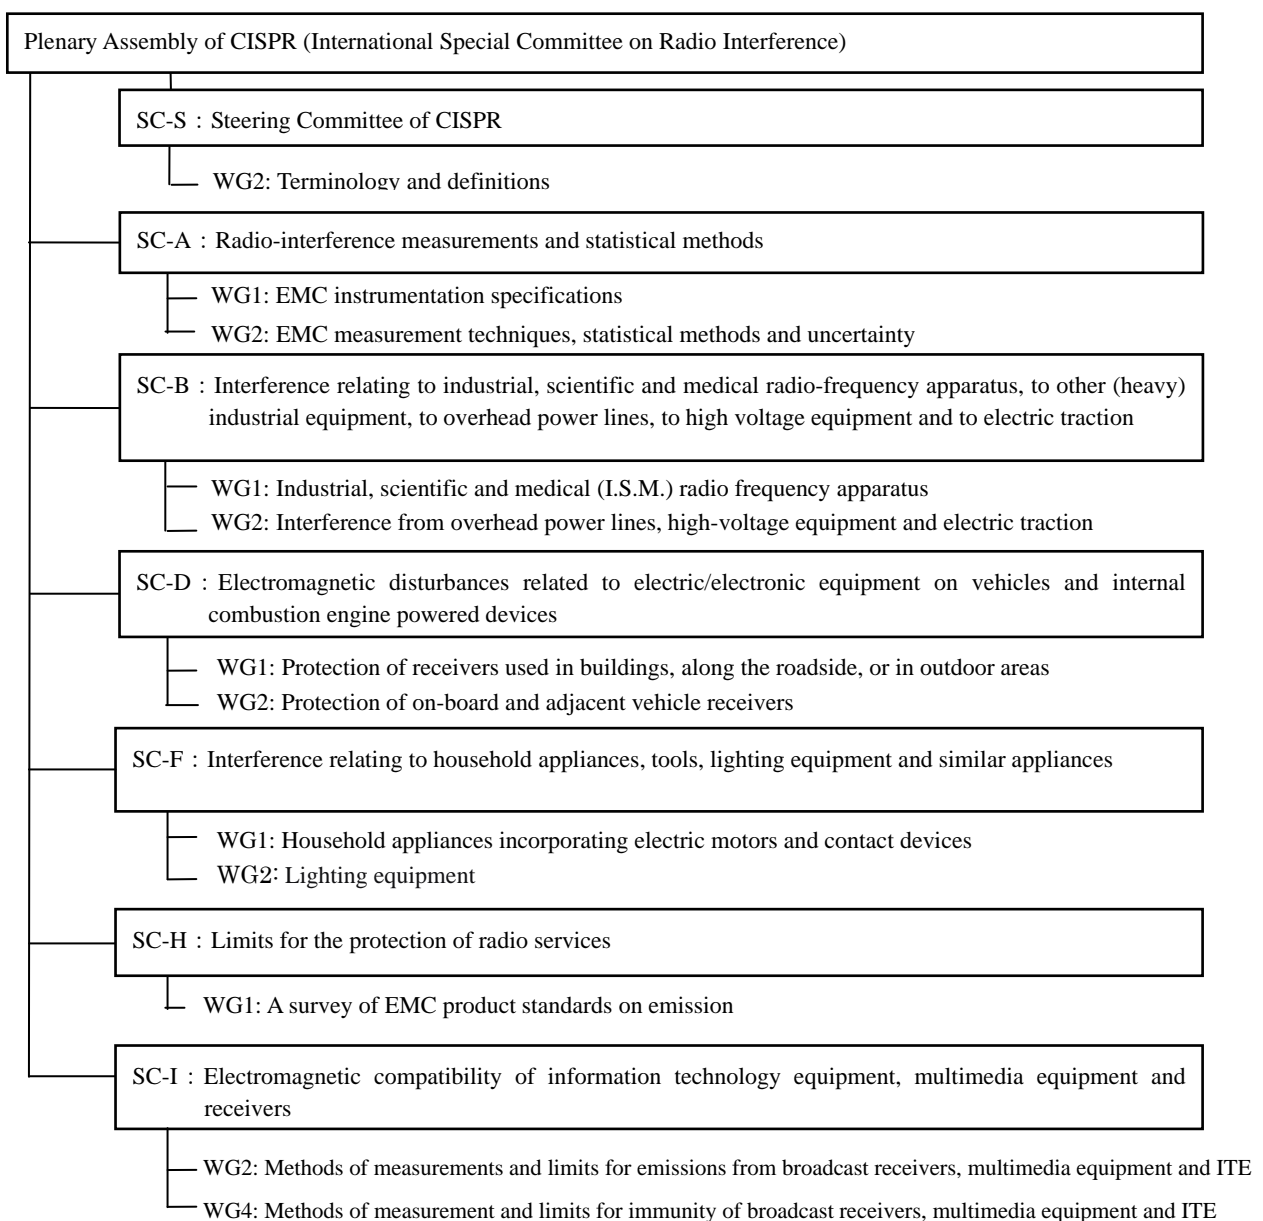 Plenary Assembly of CISPR (International Special Committee on Radio Interference)
SC-S : Steering Committee of CISPR
WG2: Terminology and definitions
SC-A : Radio-interference measurements and statistical methods
WG1: EMC instrumentation specifications
WG2: EMC measurement techniques, statistical methods and uncertainty
SC-B : Interference relating to industrial, scientific and medical radio-frequency apparatus, to other (heavy)
industrial equipment, to overhead power lines, to high voltage equipment and to electric traction
WG1: Industrial, scientific and medical (I.S.M.) radio frequency apparatus
WG2: Interference from overhead power lines, high-voltage equipment and electric traction
SC-D : Electromagnetic disturbances related to electric/electronic equipment on vehicles and internal
combustion engine powered devices
WG1: Protection of receivers used in buildings, along the roadside, or in outdoor areas
WG2: Protection of on-board and adjacent vehicle receivers
SC-F : Interference relating to household appliances, tools, lighting equipment and similar appliances
WG1: Household appliances incorporating electric motors and contact devices
WG2: Lighting equipment
SC-H : Limits for the protection of radio services
WG1: A survey of EMC product standards on emission
SC-I : Electromagnetic compatibility of information technology equipment, multimedia equipment and
receivers
WG2: Methods of measurements and limits for emissions from broadcast receivers, multimedia equipment and ITE
WG4: Methods of measurement and limits for immunity of broadcast receivers, multimedia equipment and ITE